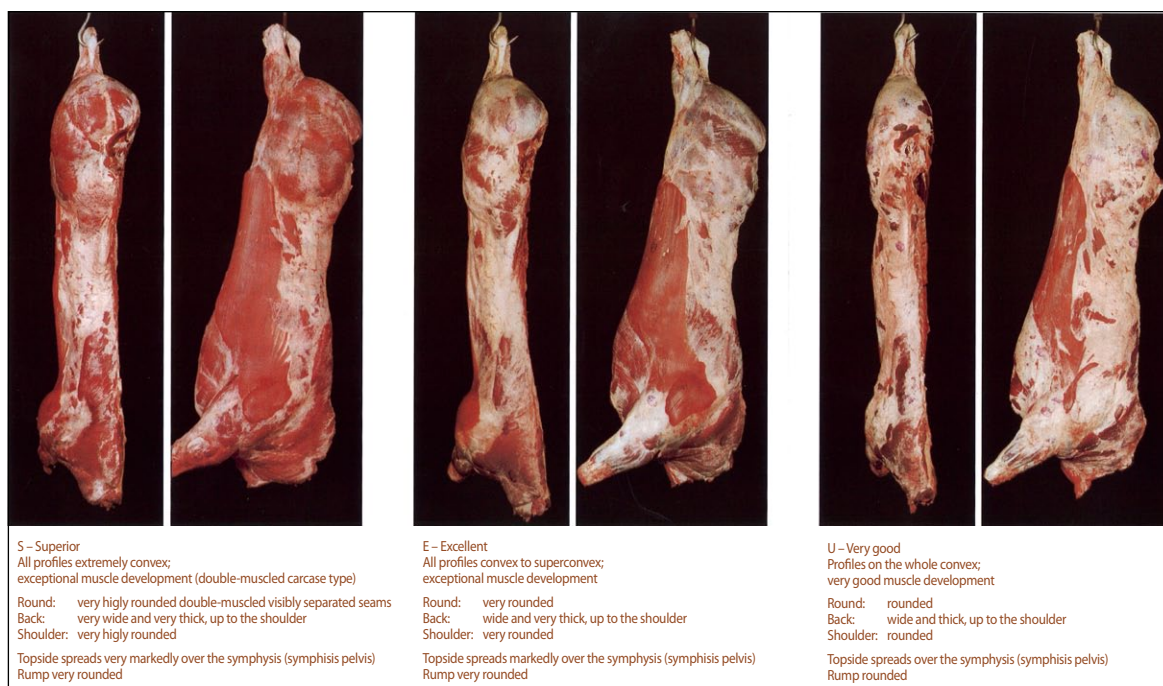 S – Superior
All profiles extremely convex;
exceptional muscle development (double-muscled carcase type)
Round: very higly rounded double-muscled visibly separated seams
Back: very wide and very thick, up to the shoulder
Shoulder: very higly rounded
Topside spreads very markedly over the symphysis (symphisis pelvis)
Rump very rounded
E – Excellent
All profiles convex to superconvex;
exceptional muscle development
Round: very rounded
Back: wide and very thick, up to the shoulder
Shoulder: very rounded
Topside spreads markedly over the symphysis (symphisis pelvis)
Rump very rounded
U – Very good
Profiles on the whole convex;
very good muscle development
Round: rounded
Back: wide and thick, up to the shoulder
Shoulder: rounded
Topside spreads over the symphysis (symphisis pelvis)
Rump rounded